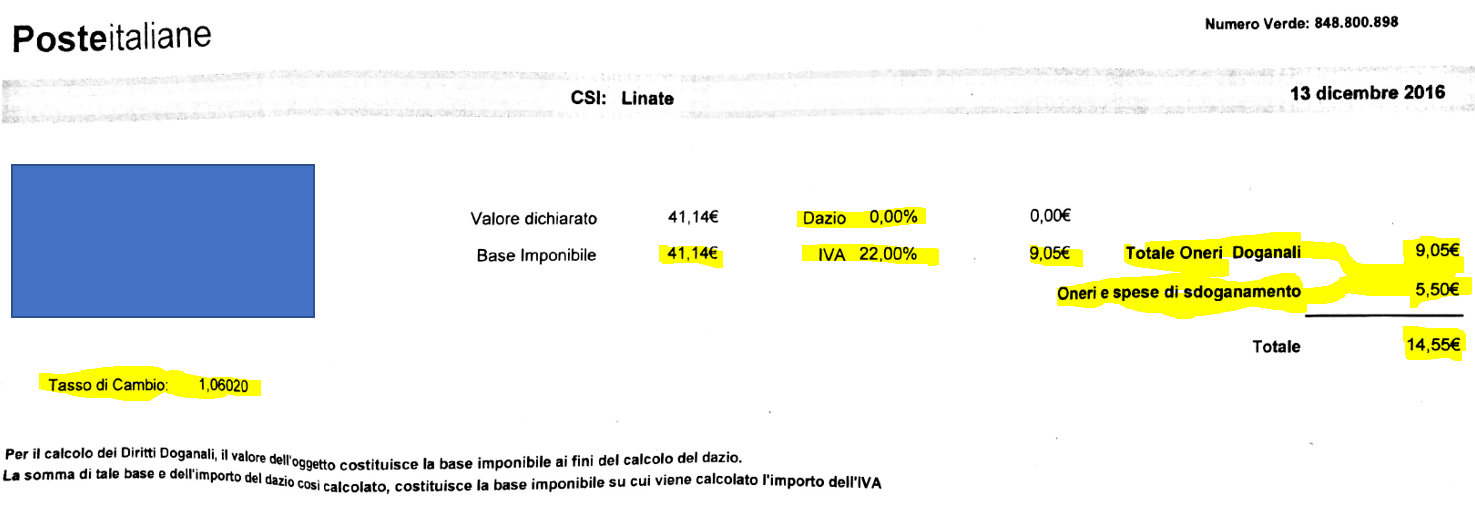 Posteitaliane
Numero Verde: 848.800.898
CSI: Linate
13 dicembre 2016
Valore dichiarato 41,14€ Dazio 0,00% 0,00€
Base Imponibile 41,14€ IVA 22,00% 9,05€ Totale Oneri Doganali 9,05€
Oneri e spese di sdoganamento 5,50€
Totale 14,55€
Tasso di Cambio: 1,06020
Per il calcolo dei Diritti Doganali, il valore dell'oggetto costituisce la base imponibile ai fini del calcolo del dazio.
La somma di tale base e dell'importo del dazio così calcolato, costituisce la base imponibile su cui viene calcolato l'importo dell'IVA